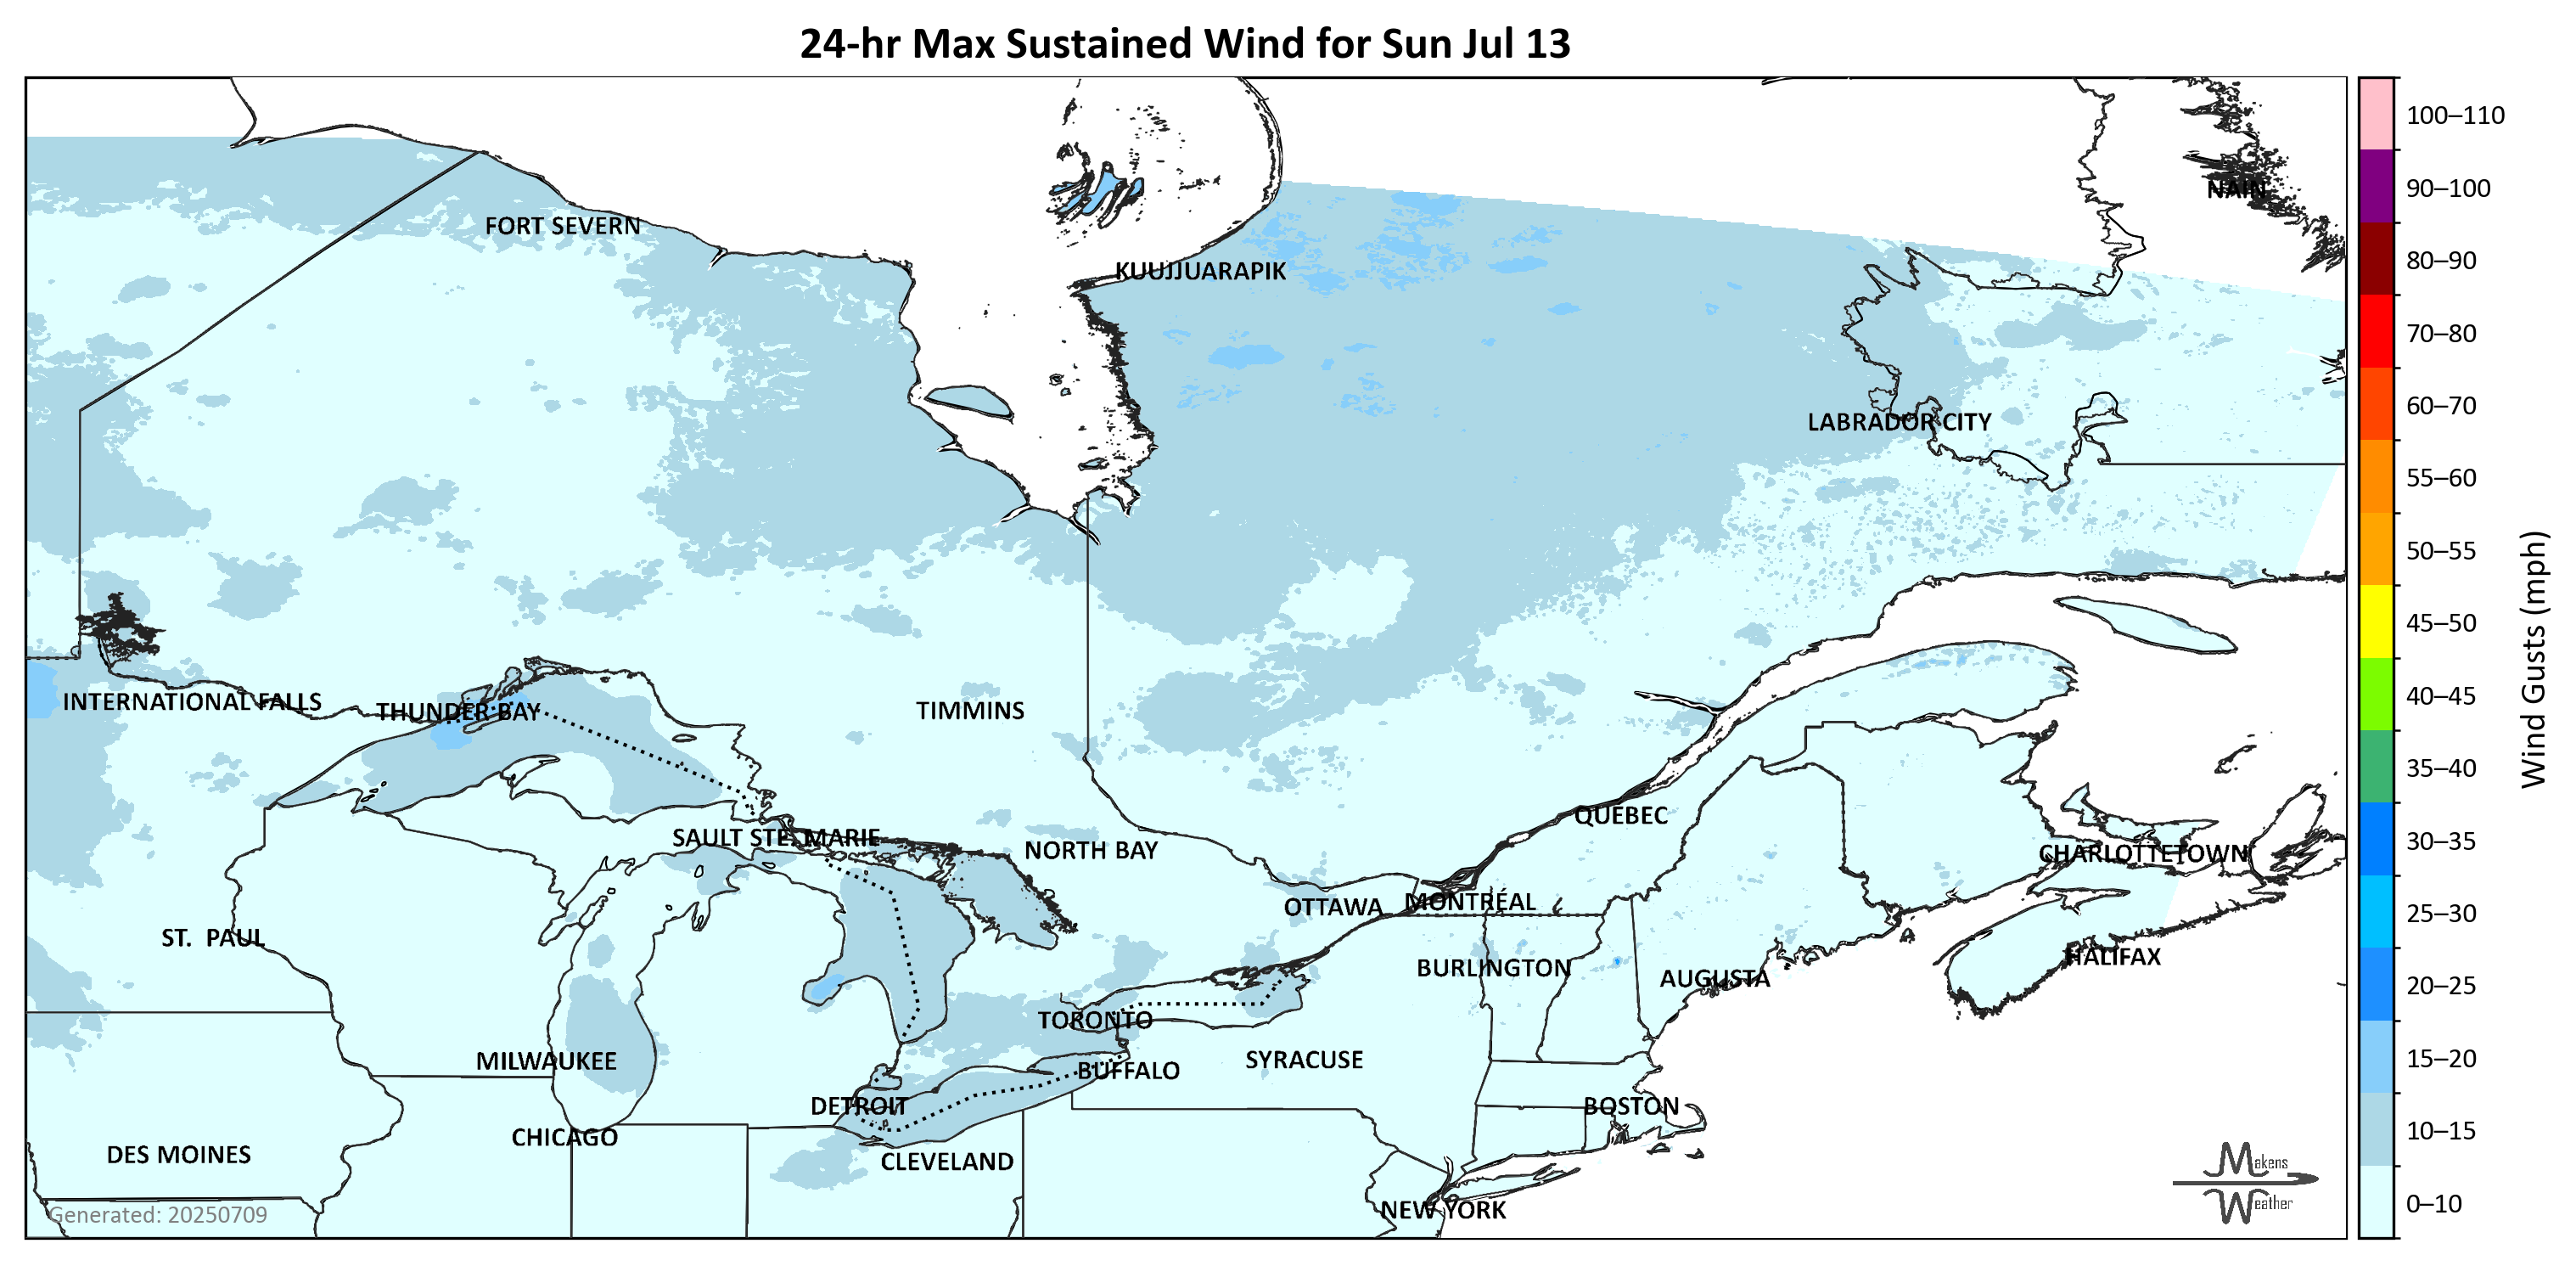 24-hr Max Sustained Wind for Sun Jul 13
100–110
90–100
80–90
70–80
60–70
55–60
50–55
45–50
40–45
35–40
30–35
25–30
20–25
15–20
10–15
0–10
Wind Gusts (mph)
NAIN
FORT SEVERN
KUUJJUARAPIK
LABRADOR CITY
INTERNATIONAL FALLS
THUNDER BAY
TIMMINS
QUEBEC
SAULT STE. MARIE
NORTH BAY
CHARLOTTETOWN
OTTAWA
MONTRÉAL
ST. PAUL
HALIFAX
BURLINGTON
AUGUSTA
TORONTO
MILWAUKEE
BUFFALO
SYRACUSE
DETROIT
BOSTON
CHICAGO
DES MOINES
CLEVELAND
NEW YORK
Makens
Weather
Generated: 20250709